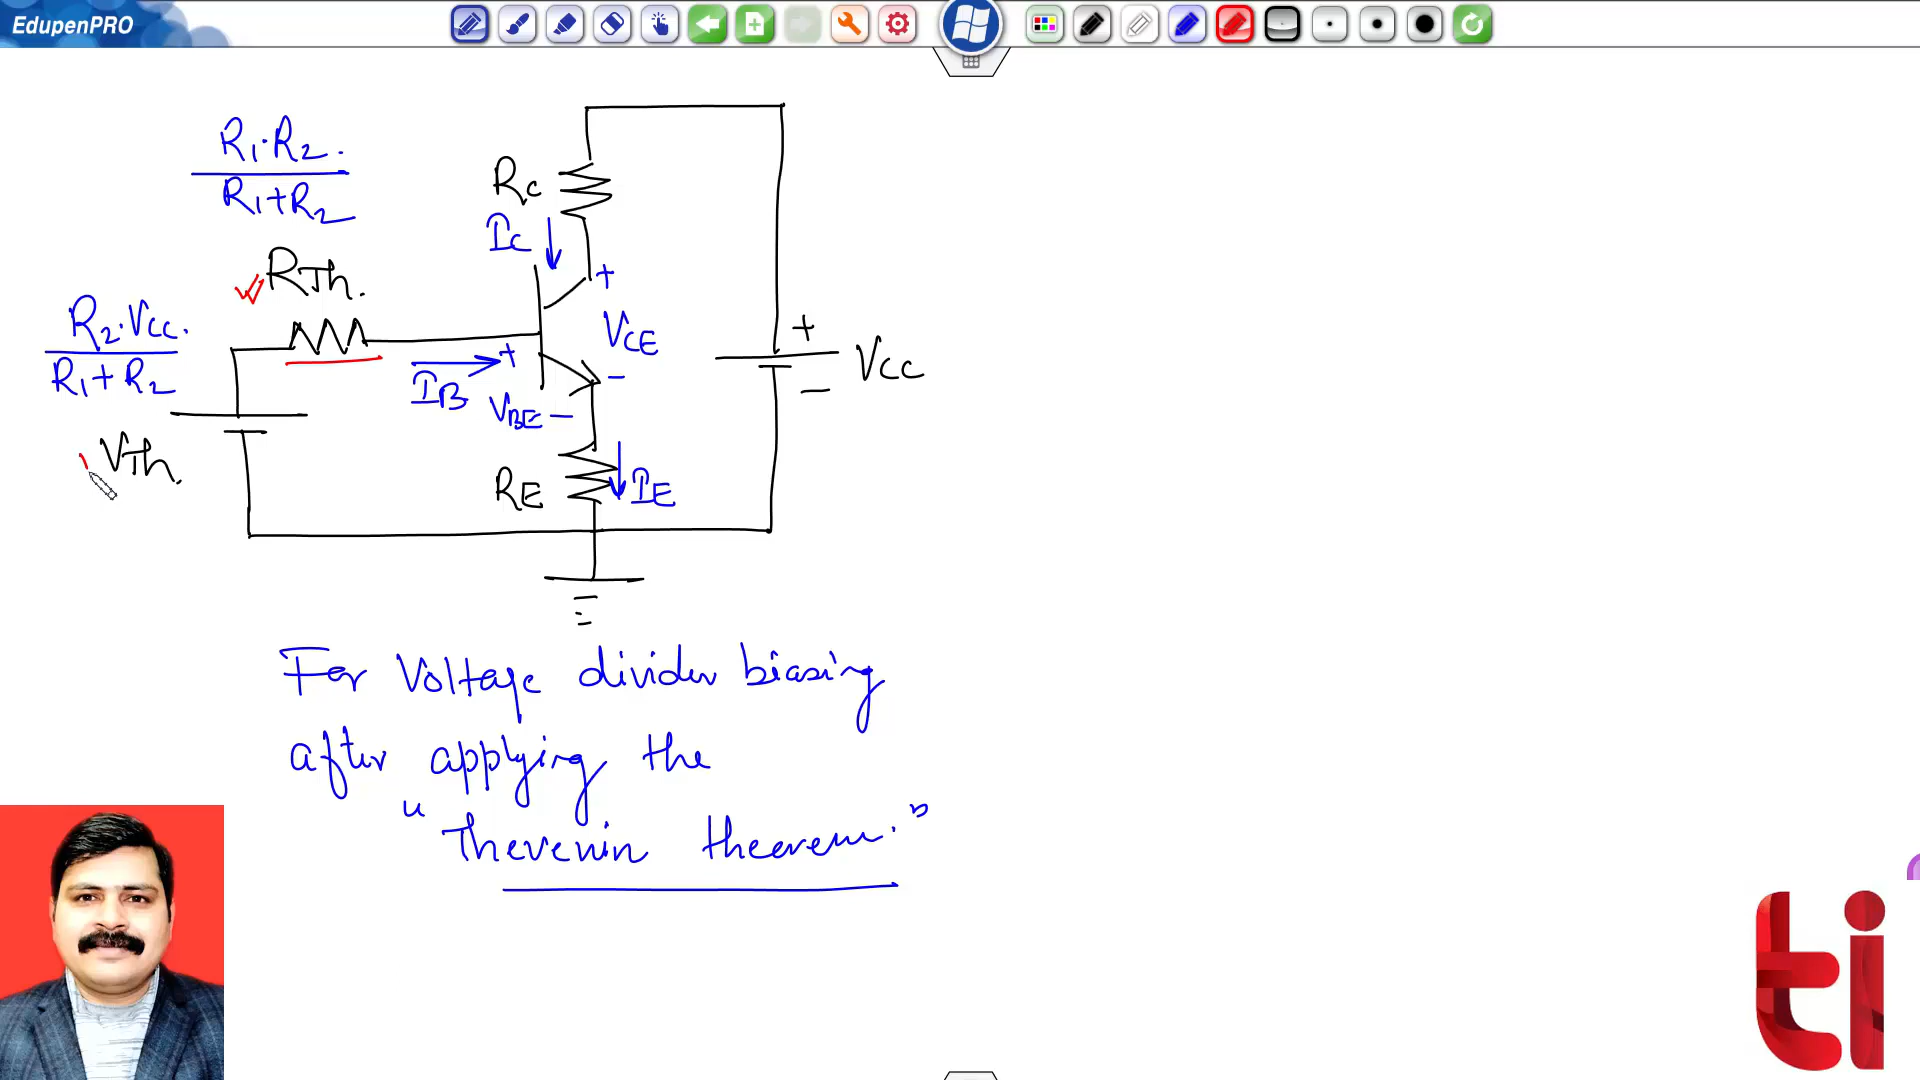 EdupenPRO
R1·R2.
R1+R2
RC
IC
+
RTh.
R2·VCC.
R1+R2
VCE
+
VCC
+
-
IB
VBE -
-
VTh.
RE
IE
For Voltage divider biasing
after applying the
"Thevenin theorem."
ti